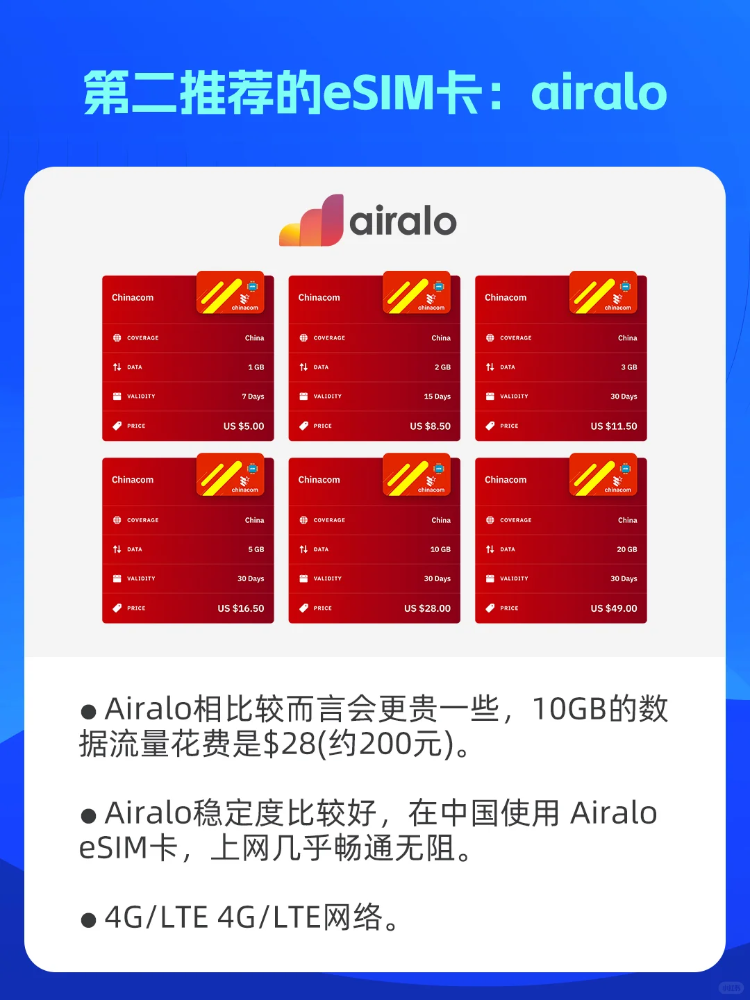 第二推荐的eSIM卡：airalo
airalo
Chinacom
chinacom
COVERAGE China
DATA 1 GB
VALIDITY 7 Days
PRICE US $5.00
Chinacom
chinacom
COVERAGE China
DATA 2 GB
VALIDITY 15 Days
PRICE US $8.50
Chinacom
chinacom
COVERAGE China
DATA 3 GB
VALIDITY 30 Days
PRICE US $11.50
Chinacom
chinacom
COVERAGE China
DATA 5 GB
VALIDITY 30 Days
PRICE US $16.50
Chinacom
chinacom
COVERAGE China
DATA 10 GB
VALIDITY 30 Days
PRICE US $28.00
Chinacom
chinacom
COVERAGE China
DATA 20 GB
VALIDITY 30 Days
PRICE US $49.00
● Airalo相比较而言会更贵一些，10GB的数
据流量花费是$28(约200元)。
● Airalo稳定度比较好，在中国使用 Airalo
eSIM卡，上网几乎畅通无阻。
● 4G/LTE 4G/LTE网络。